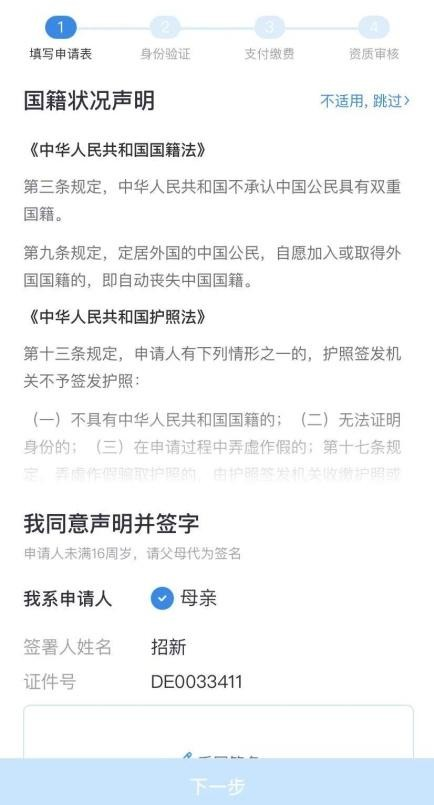 1 2 3 4
填写申请表 身份验证 支付缴费 资质审核
国籍状况声明 不适用, 跳过>
《中华人民共和国国籍法》
第三条规定，中华人民共和国不承认中国公民具有双重
国籍。
第九条规定，定居外国的中国公民，自愿加入或取得外
国国籍的，即自动丧失中国国籍。
《中华人民共和国护照法》
第十三条规定，申请人有下列情形之一的，护照签发机
关不予签发护照：
（一）不具有中华人民共和国国籍的；（二）无法证明
身份的；（三）在申请过程中弄虚作假的；第十七条规
定，弄虚作假骗取护照的，由护照签发机关收缴护照或
我同意声明并签字
申请人未满16周岁，请父母代为签名
我系申请人 母亲
签署人姓名 招新
证件号 DE0033411
下一步